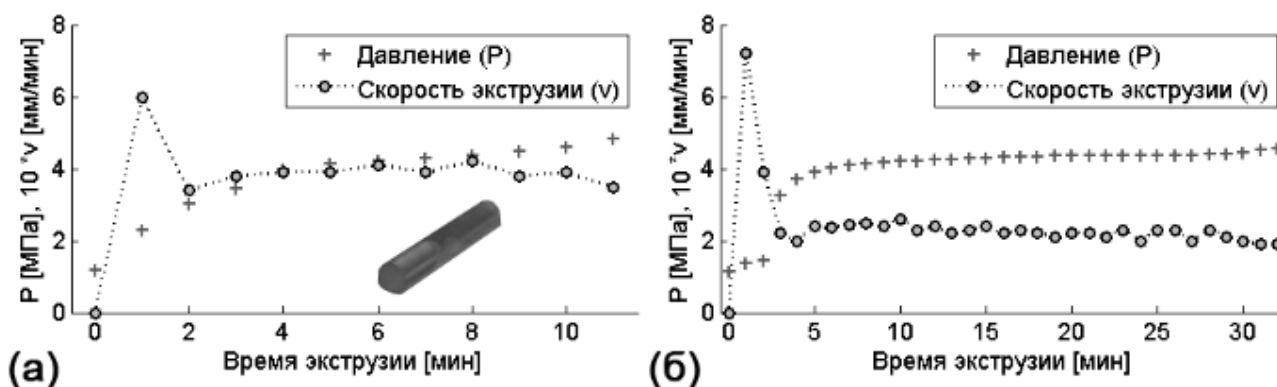 P [МПа], 10 *v [мм/мин]
8
6
4
2
0
+ Давление (P)
Скорость экструзии (v)
0 2 4 6 8 10
Время экструзии [мин]
(а)
P [МПа], 10 *v [мм/мин]
8
6
4
2
0
+ Давление (P)
Скорость экструзии (v)
0 5 10 15 20 25 30
Время экструзии [мин]
(б)